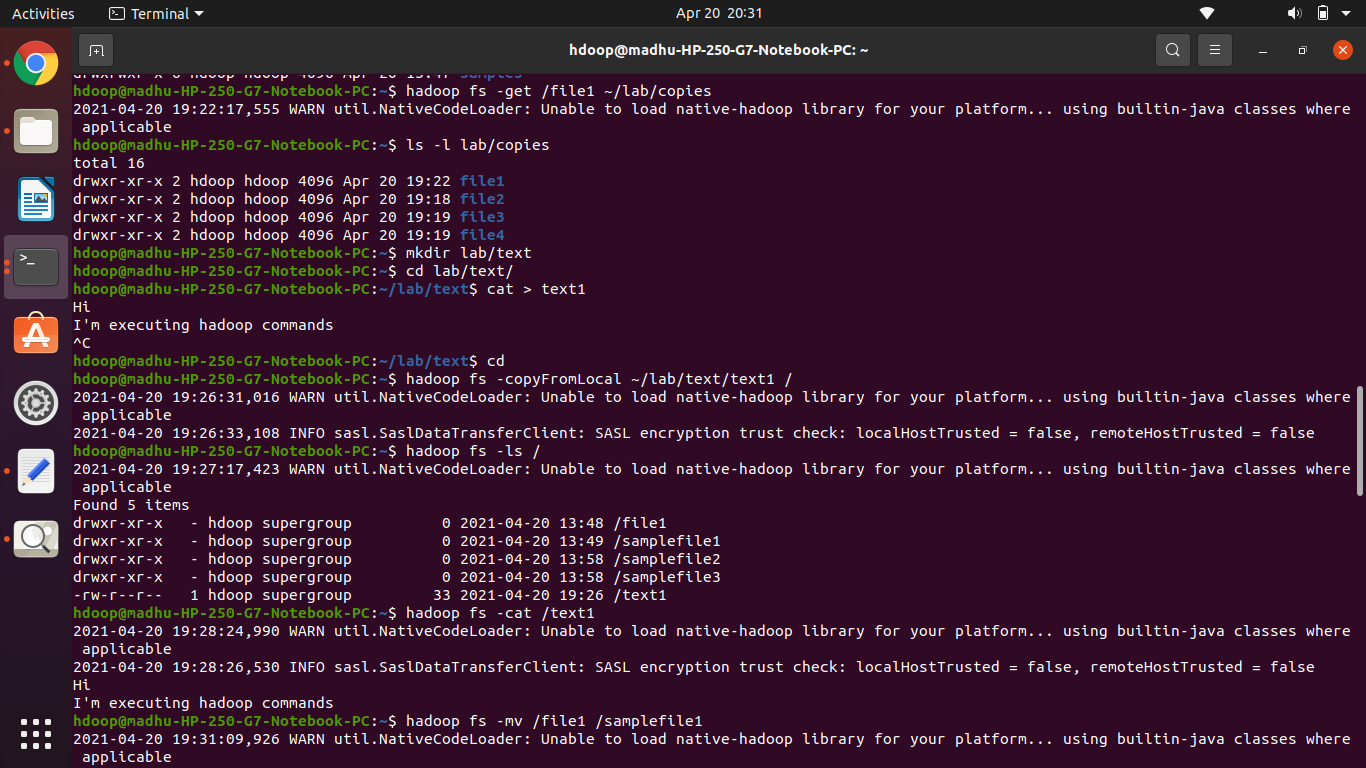 Activities Terminal Apr 20 20:31
hdoop@madhu-HP-250-G7-Notebook-PC: ~
drwxrwxr-x 6 hdoop hdoop 4096 Apr 20 13:47 samples
hdoop@madhu-HP-250-G7-Notebook-PC:~$ hadoop fs -get /file1 ~/lab/copies
2021-04-20 19:22:17,555 WARN util.NativeCodeLoader: Unable to load native-hadoop library for your platform... using builtin-java classes where
 applicable
hdoop@madhu-HP-250-G7-Notebook-PC:~$ ls -l lab/copies
total 16
drwxr-xr-x 2 hdoop hdoop 4096 Apr 20 19:22 file1
drwxr-xr-x 2 hdoop hdoop 4096 Apr 20 19:18 file2
drwxr-xr-x 2 hdoop hdoop 4096 Apr 20 19:19 file3
drwxr-xr-x 2 hdoop hdoop 4096 Apr 20 19:19 file4
hdoop@madhu-HP-250-G7-Notebook-PC:~$ mkdir lab/text
hdoop@madhu-HP-250-G7-Notebook-PC:~$ cd lab/text/
hdoop@madhu-HP-250-G7-Notebook-PC:~/lab/text$ cat > text1
Hi
I'm executing hadoop commands
^C
hdoop@madhu-HP-250-G7-Notebook-PC:~/lab/text$ cd
hdoop@madhu-HP-250-G7-Notebook-PC:~$ hadoop fs -copyFromLocal ~/lab/text/text1 /
2021-04-20 19:26:31,016 WARN util.NativeCodeLoader: Unable to load native-hadoop library for your platform... using builtin-java classes where
 applicable
2021-04-20 19:26:33,108 INFO sasl.SaslDataTransferClient: SASL encryption trust check: localHostTrusted = false, remoteHostTrusted = false
hdoop@madhu-HP-250-G7-Notebook-PC:~$ hadoop fs -ls /
2021-04-20 19:27:17,423 WARN util.NativeCodeLoader: Unable to load native-hadoop library for your platform... using builtin-java classes where
 applicable
Found 5 items
drwxr-xr-x   - hdoop supergroup          0 2021-04-20 13:48 /file1
drwxr-xr-x   - hdoop supergroup          0 2021-04-20 13:49 /samplefile1
drwxr-xr-x   - hdoop supergroup          0 2021-04-20 13:58 /samplefile2
drwxr-xr-x   - hdoop supergroup          0 2021-04-20 13:58 /samplefile3
-rw-r--r--   1 hdoop supergroup         33 2021-04-20 19:26 /text1
hdoop@madhu-HP-250-G7-Notebook-PC:~$ hadoop fs -cat /text1
2021-04-20 19:28:24,990 WARN util.NativeCodeLoader: Unable to load native-hadoop library for your platform... using builtin-java classes where
 applicable
2021-04-20 19:28:26,530 INFO sasl.SaslDataTransferClient: SASL encryption trust check: localHostTrusted = false, remoteHostTrusted = false
Hi
I'm executing hadoop commands
hdoop@madhu-HP-250-G7-Notebook-PC:~$ hadoop fs -mv /file1 /samplefile1
2021-04-20 19:31:09,926 WARN util.NativeCodeLoader: Unable to load native-hadoop library for your platform... using builtin-java classes where
 applicable